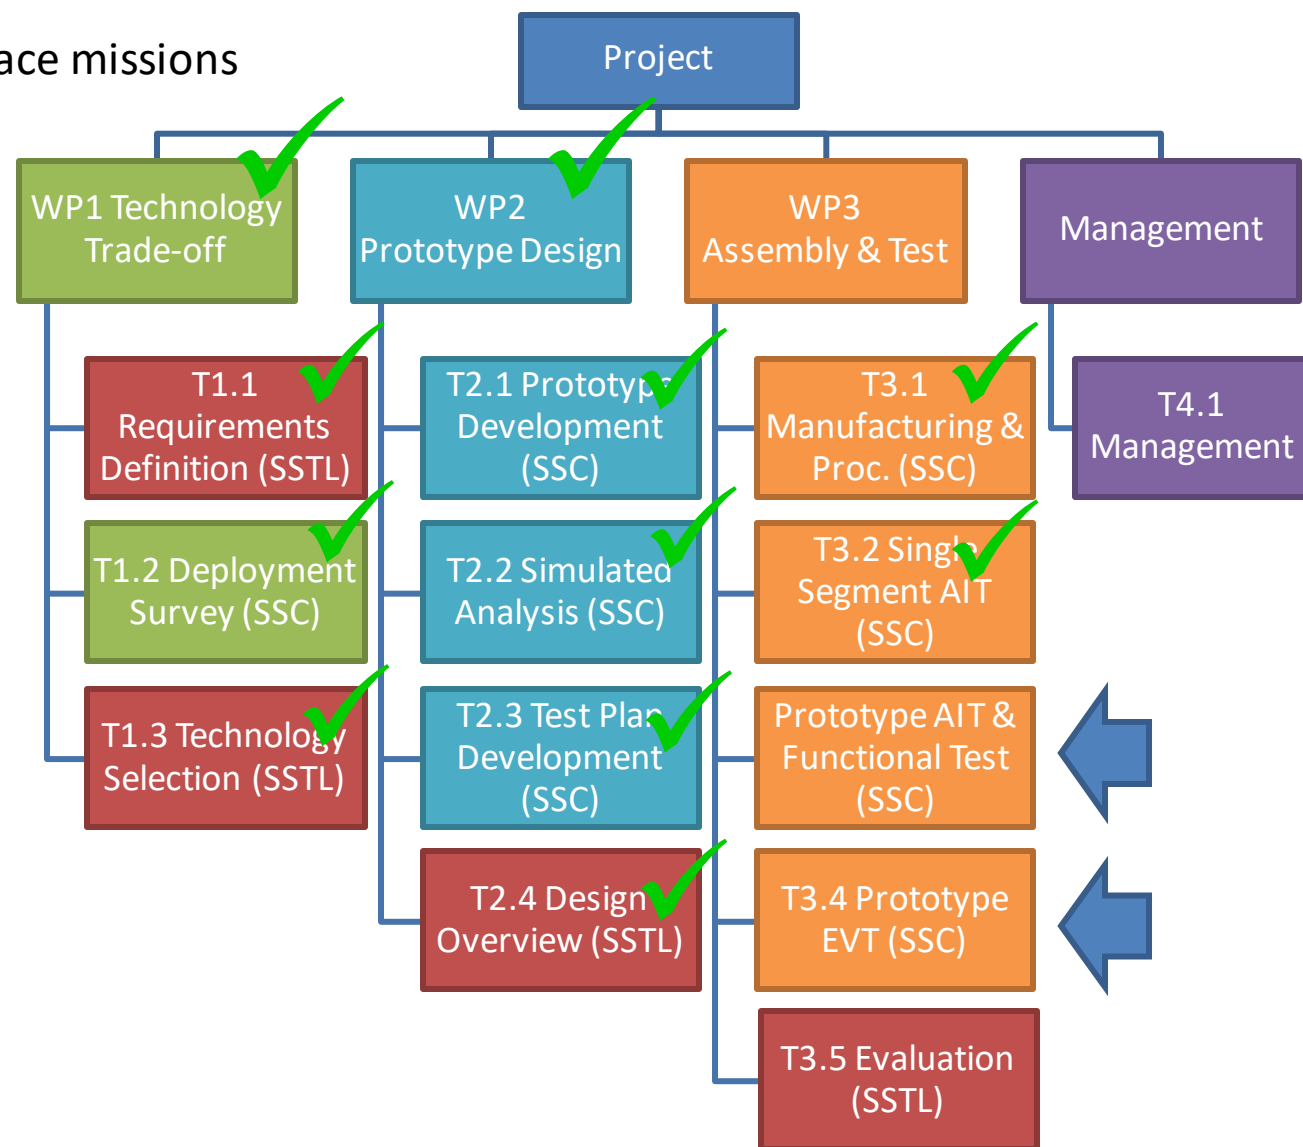 ace missions
Project
WP1 Technology
Trade-off
WP2
Prototype Design
WP3
Assembly & Test
Management
T1.1
Requirements
Definition (SSTL)
T1.2 Deployment
Survey (SSC)
T1.3 Technology
Selection (SSTL)
T2.1 Prototype
Development
(SSC)
T2.2 Simulated
Analysis (SSC)
T2.3 Test Plan
Development
(SSC)
T2.4 Design
Overview (SSTL)
T3.1
Manufacturing &
Proc. (SSC)
T3.2 Single
Segment AIT
(SSC)
Prototype AIT &
Functional Test
(SSC)
T3.4 Prototype
EVT (SSC)
T3.5 Evaluation
(SSTL)
T4.1
Management